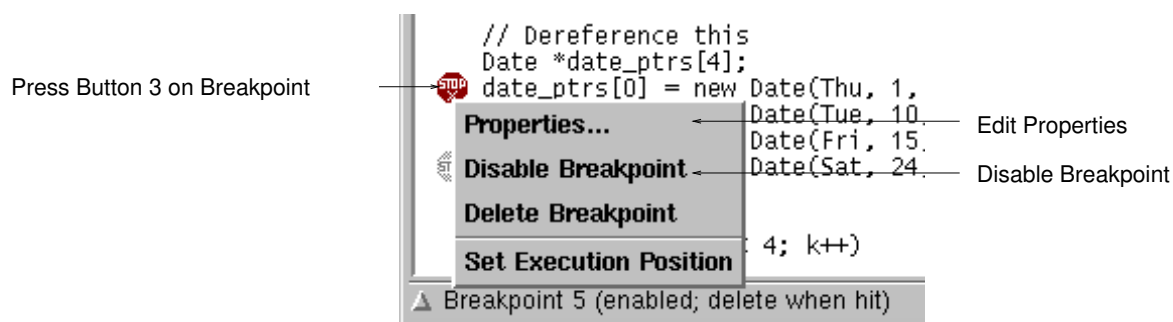 // Dereference this
Date *date_ptrs[4];
Press Button 3 on Breakpoint
STOP
date_ptrs[0] = new Date(Thu, 1,
Date(Tue, 10,
Properties...
Edit Properties
Date(Fri, 15,
ST
Disable Breakpoint
Date(Sat, 24,
Disable Breakpoint
Delete Breakpoint
4; k++)
Set Execution Position
Breakpoint 5 (enabled; delete when hit)